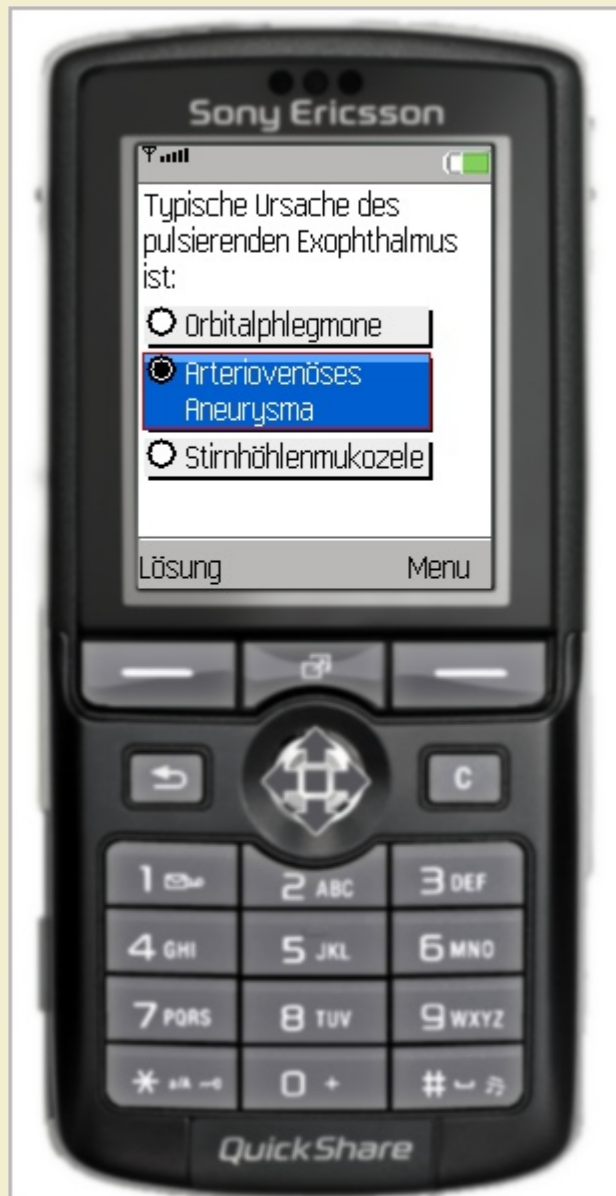 Sony Ericsson
Typische Ursache des
pulsierenden Exophthalmus
ist:
Orbitalphlegmone
Arteriovenöses
Aneurysma
Stirnhöhlenmukozele
Lösung Menu
C
1 2 ABC 3 DEF
4 GHI 5 JKL 6 MNO
7 PQRS 8 TUV 9 WXYZ
* a/A 0 + #
QuickShare